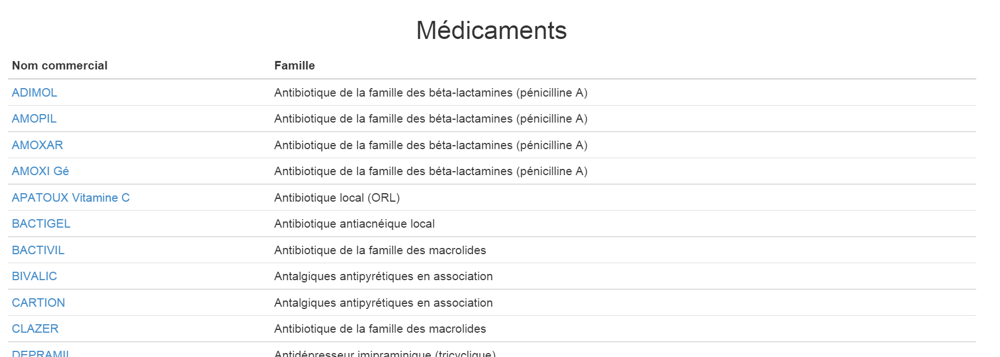 Médicaments
Nom commercial Famille
ADIMOL Antibiotique de la famille des béta-lactamines (pénicilline A)
AMOPIL Antibiotique de la famille des béta-lactamines (pénicilline A)
AMOXAR Antibiotique de la famille des béta-lactamines (pénicilline A)
AMOXI Gé Antibiotique de la famille des béta-lactamines (pénicilline A)
APATOUX Vitamine C Antibiotique local (ORL)
BACTIGEL Antibiotique antiacnéique local
BACTIVIL Antibiotique de la famille des macrolides
BIVALIC Antalgiques antipyrétiques en association
CARTION Antalgiques antipyrétiques en association
CLAZER Antibiotique de la famille des macrolides
DEPRAMIL Antidépresseur imipraminique (tricyclique)